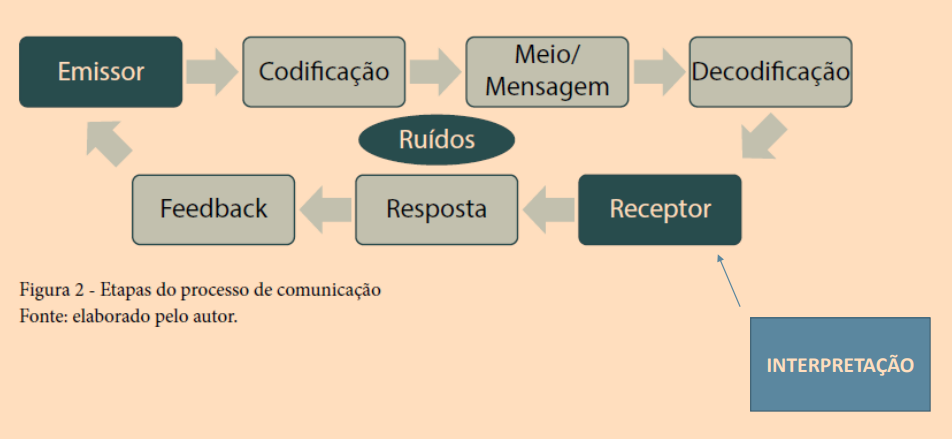 Emissor
Codificação
Meio/
Mensagem
Decodificação
Ruídos
Feedback
Resposta
Receptor
Figura 2 - Etapas do processo de comunicação
Fonte: elaborado pelo autor.
INTERPRETAÇÃO